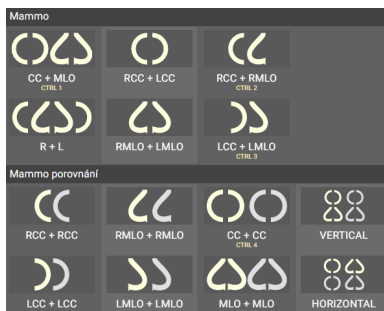 Mammo
CC + MLO
CTRL 1
RCC + LCC
RCC + RMLO
CTRL 2
R + L
RMLO + LMLO
LCC + LMLO
CTRL 3
Mammo porovnání
RCC + RCC
RMLO + RMLO
CC + CC
CTRL 4
VERTICAL
LCC + LCC
LMLO + LMLO
MLO + MLO
HORIZONTAL